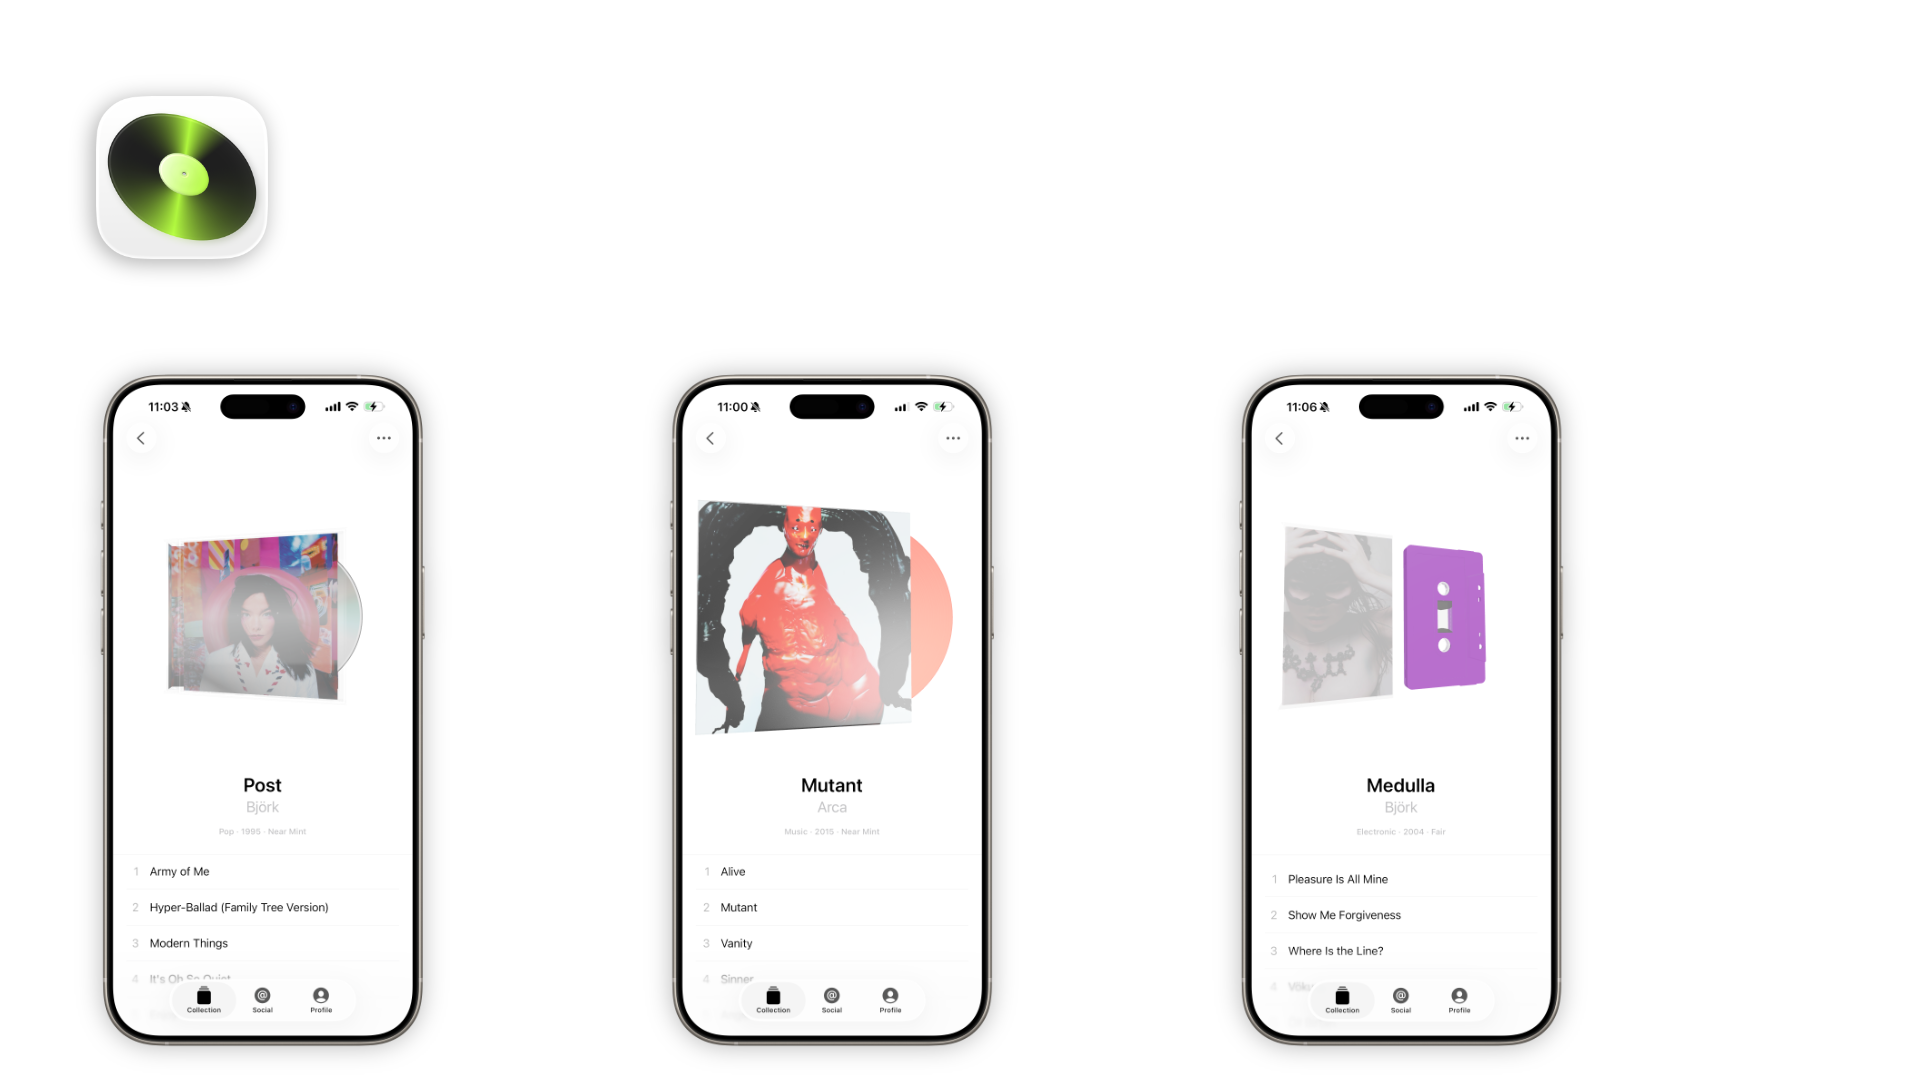 11:03
Post
Björk
Pop · 1995 · Near Mint
1 Army of Me
2 Hyper-Ballad (Family Tree Version)
3 Modern Things
4 It's Oh So Quiet
Collection
Social
Profile
11:00
Mutant
Arca
Music · 2015 · Near Mint
1 Alive
2 Mutant
3 Vanity
4 Sinner
Collection
Social
Profile
11:06
Medulla
Björk
Electronic · 2004 · Fair
1 Pleasure Is All Mine
2 Show Me Forgiveness
3 Where Is the Line?
4
Collection
Social
Profile